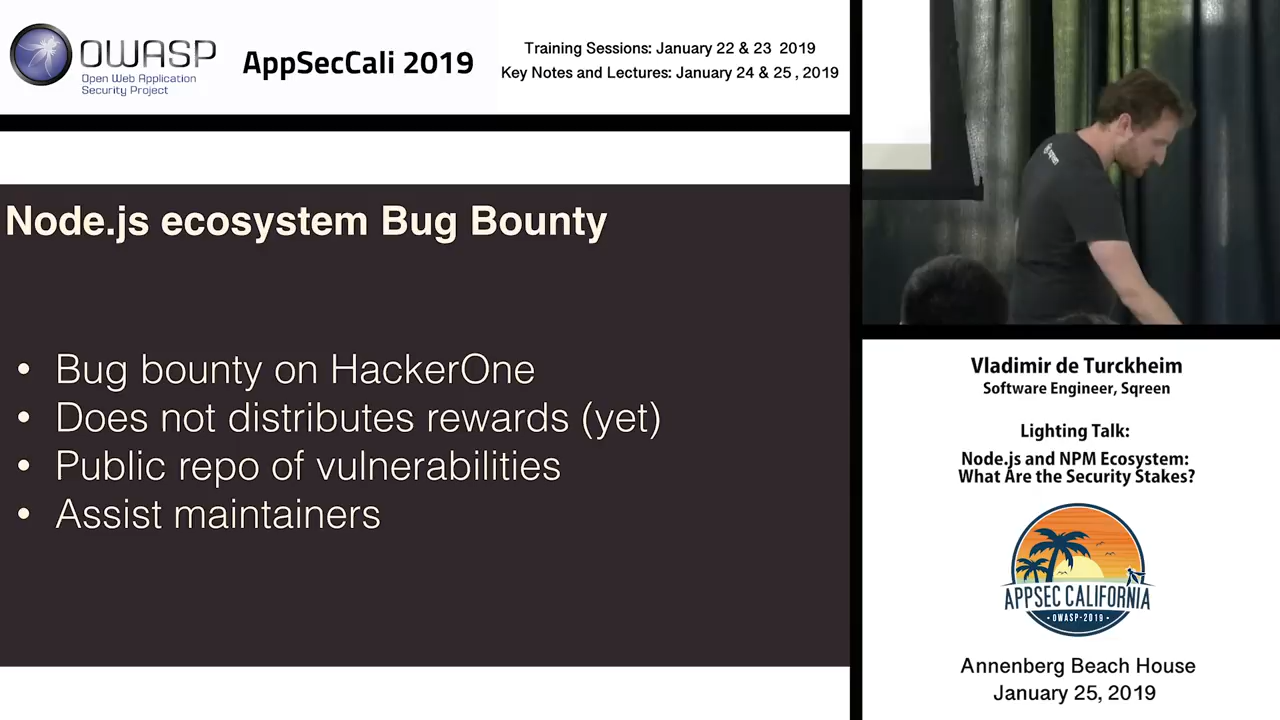 OWASP
Open Web Application
Security Project
AppSecCali 2019
Training Sessions: January 22 & 23 2019
Key Notes and Lectures: January 24 & 25, 2019
Node.js ecosystem Bug Bounty
• Bug bounty on HackerOne
• Does not distributes rewards (yet)
• Public repo of vulnerabilities
• Assist maintainers
sqreen
Vladimir de Turckheim
Software Engineer, Sqreen
Lighting Talk:
Node.js and NPM Ecosystem:
What Are the Security Stakes?
APPSEC CALIFORNIA
• OWASP-2019 •
Annenberg Beach House
January 25, 2019